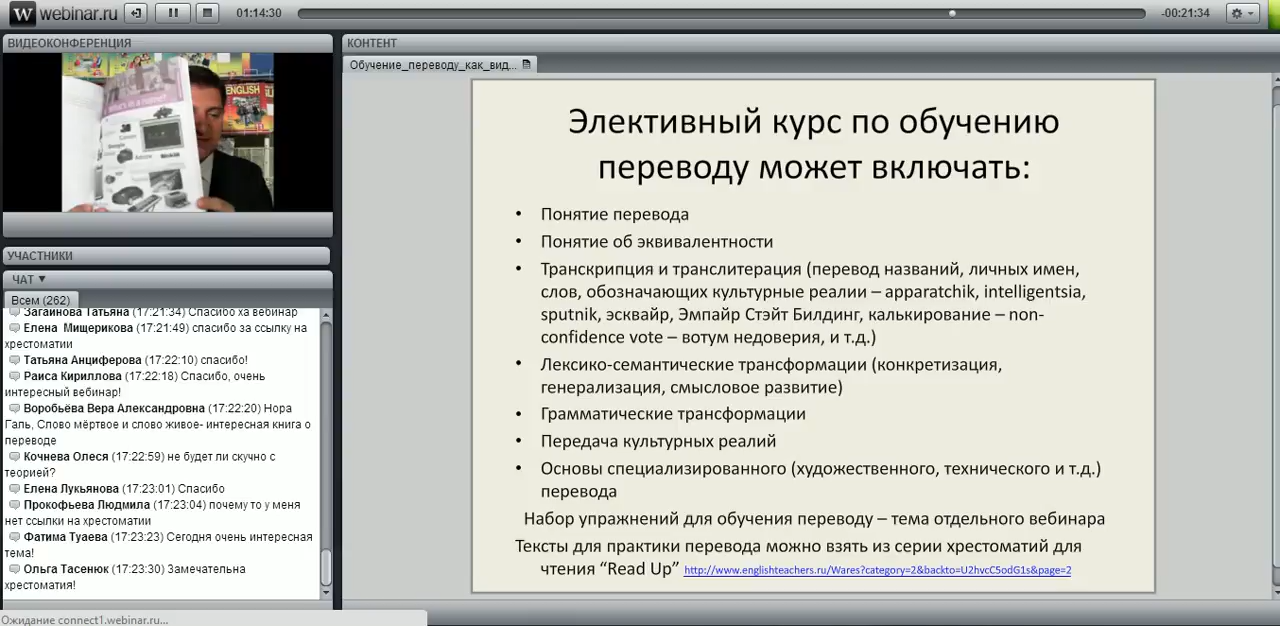 W webinar.ru
01:14:30
-00:21:34
ВИДЕОКОНФЕРЕНЦИЯ
ENGLISH
УЧАСТНИКИ
ЧАТ ▼
Всем (262)
Загайнова Татьяна (17:21:34) Спасибо ха вебинар
Елена Мищерикова (17:21:49) спасибо за ссылку на
хрестоматии
Татьяна Анциферова (17:22:10) спасибо!
Раиса Кириллова (17:22:18) Спасибо, очень
интересный вебинар!
Воробьёва Вера Александровна (17:22:20) Нора
Галь, Слово мёртвое и слово живое- интересная книга о
переводе
Кочнева Олеся (17:22:59) не будет ли скучно с
теорией?
Елена Лукьянова (17:23:01) Спасибо
Прокофьева Людмила (17:23:04) почему то у меня
нет ссылки на хрестоматии
Фатима Туаева (17:23:23) Сегодня очень интересная
тема!
Ольга Тасенюк (17:23:30) Замечательна
хрестоматия!
Ожидание connect1.webinar.ru...
КОНТЕНТ
Обучение_переводу_как_вид...
Элективный курс по обучению
переводу может включать:
• Понятие перевода
• Понятие об эквивалентности
• Транскрипция и транслитерация (перевод названий, личных имен,
слов, обозначающих культурные реалии – apparatchik, intelligentsia,
sputnik, эсквайр, Эмпайр Стэйт Билдинг, калькирование – non-
confidence vote – вотум недоверия, и т.д.)
• Лексико-семантические трансформации (конкретизация,
генерализация, смысловое развитие)
• Грамматические трансформации
• Передача культурных реалий
• Основы специализированного (художественного, технического и т.д.)
перевода
Набор упражнений для обучения переводу – тема отдельного вебинара
Тексты для практики перевода можно взять из серии хрестоматий для
чтения “Read Up” http://www.englishteachers.ru/Wares?category=2&backto=U2hvcC5odG1s&page=2